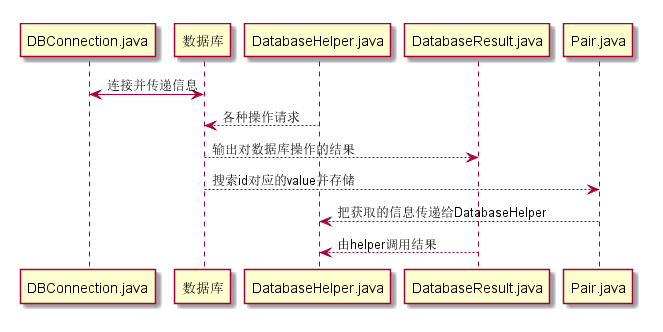 DBConnection.java
数据库
DatabaseHelper.java
DatabaseResult.java
Pair.java
连接并传递信息
各种操作请求
输出对数据库操作的结果
搜索id对应的value并存储
把获取的信息传递给DatabaseHelper
由helper调用结果
DBConnection.java
数据库
DatabaseHelper.java
DatabaseResult.java
Pair.java